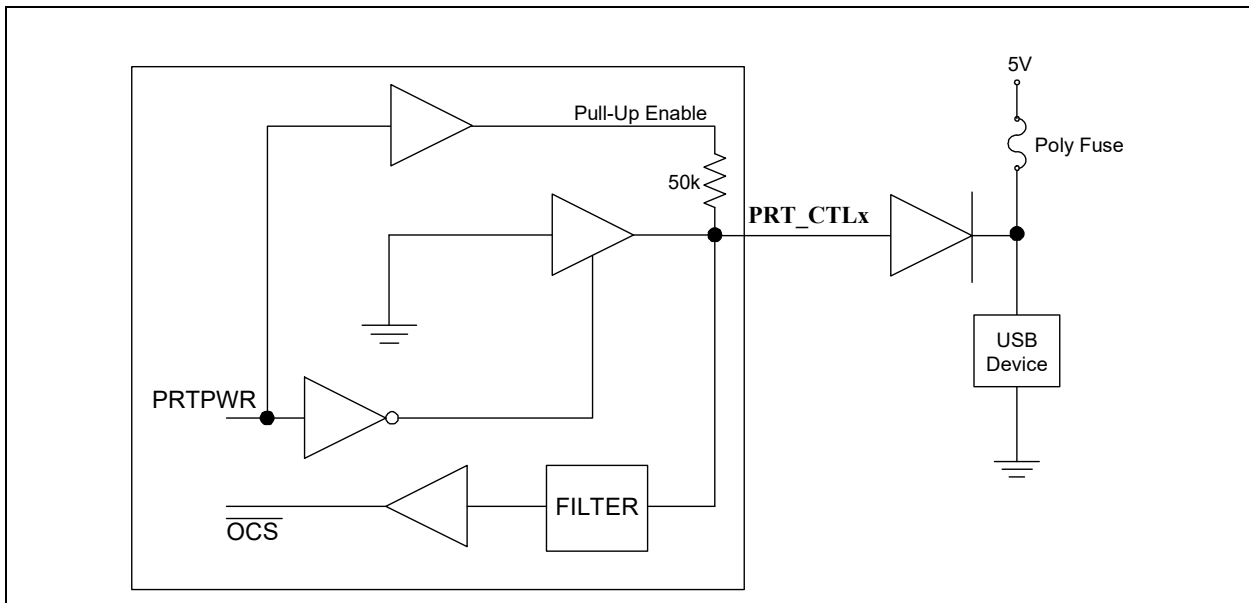 5V
Pull-Up Enable
Poly Fuse
50k
PRT_CTLx
USB
Device
PRTPWR
FILTER
OCS